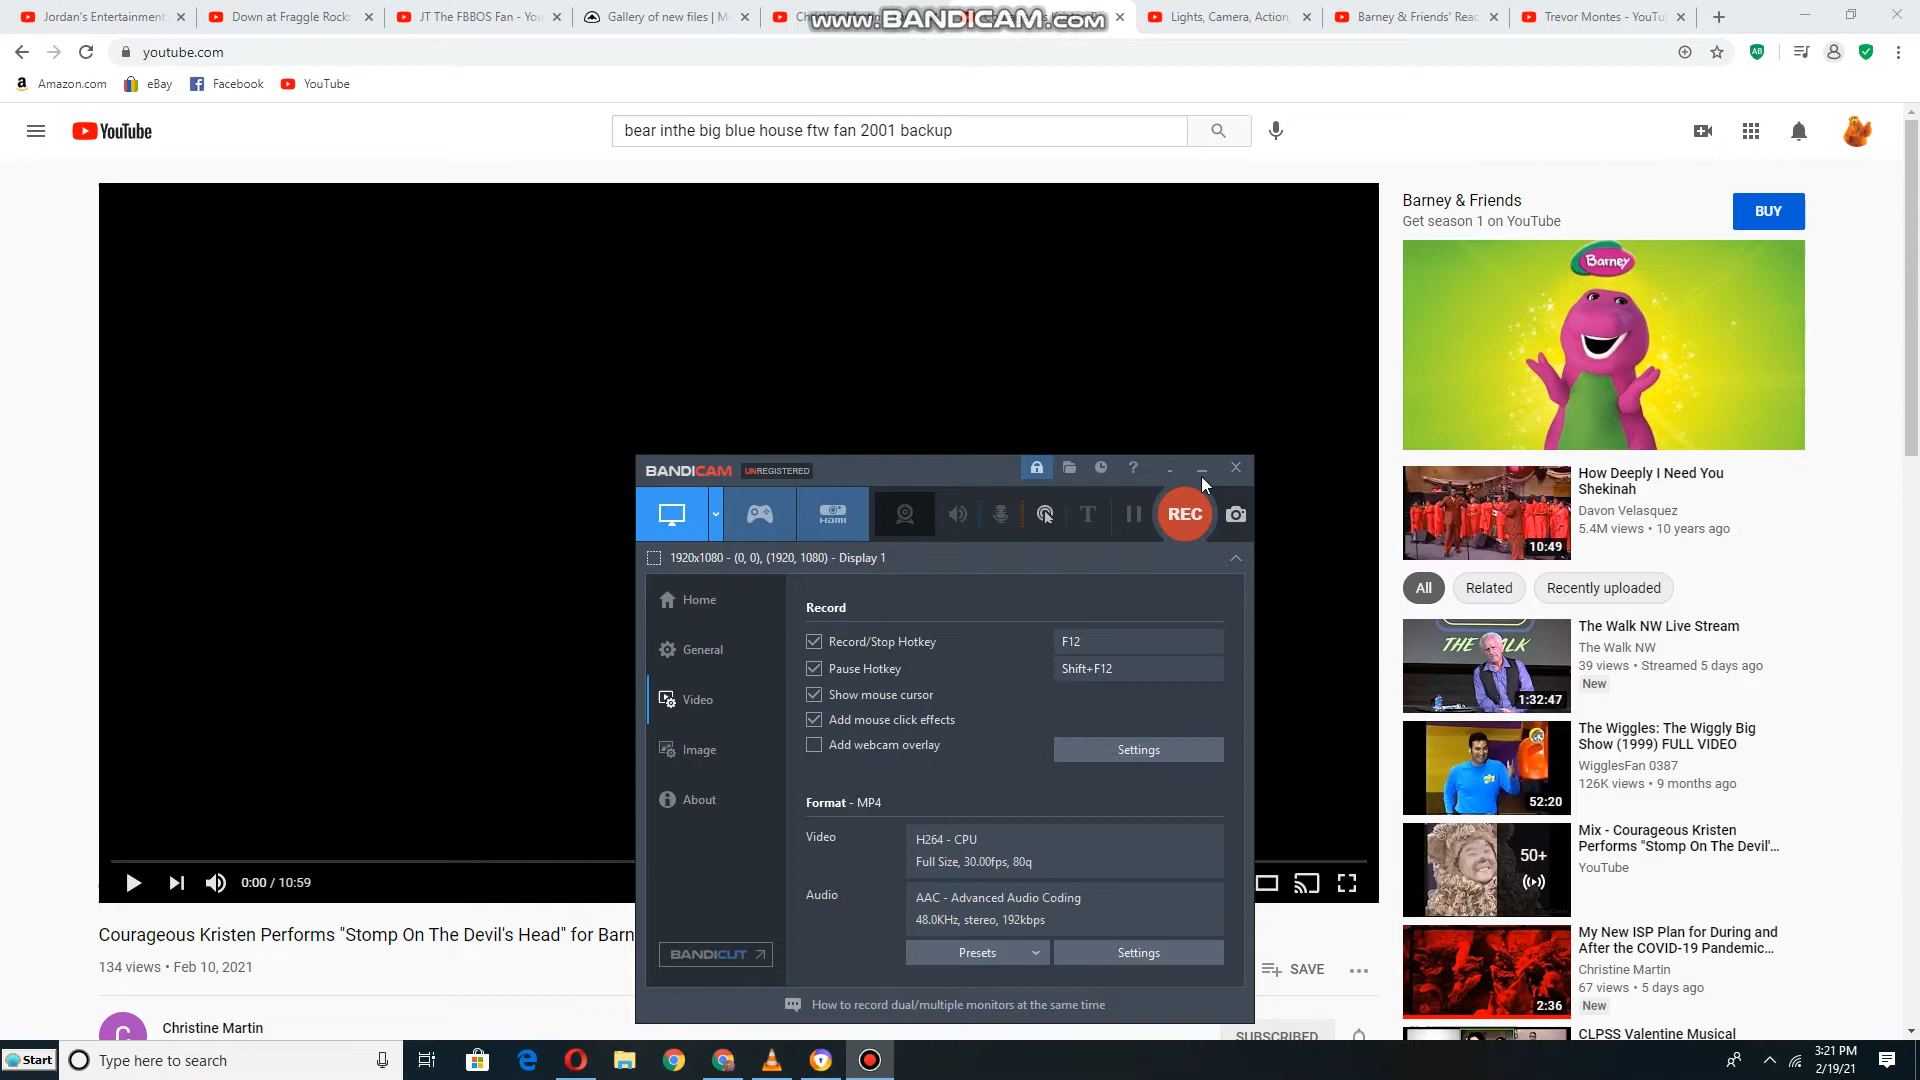 Jordan's Entertainment
Down at Fraggle Rock:
JT The FBBOS Fan - You
Gallery of new files | M
www.BANDICAM.com
Lights, Camera, Action,
Barney & Friends' Reac
Trevor Montes - YouTu
youtube.com
Amazon.com
eBay
Facebook
YouTube
YouTube
bear inthe big blue house ftw fan 2001 backup
Barney & Friends
Get season 1 on YouTube
BUY
Barney
BANDICAM UNREGISTERED
HDMI
REC
1920x1080 - (0, 0), (1920, 1080) - Display 1
Home
General
Video
Image
About
BANDICUT
Record
Record/Stop Hotkey F12
Pause Hotkey Shift+F12
Show mouse cursor
Add mouse click effects
Add webcam overlay Settings
Format - MP4
Video H264 - CPU
Full Size, 30.00fps, 80q
Audio AAC - Advanced Audio Coding
48.0KHz, stereo, 192kbps
Presets Settings
How to record dual/multiple monitors at the same time
0:00 / 10:59
Courageous Kristen Performs "Stomp On The Devil's Head" for Barn
134 views • Feb 10, 2021
SAVE
Christine Martin
SUBSCRIBED
How Deeply I Need You
Shekinah
Davon Velasquez
5.4M views • 10 years ago
10:49
All Related Recently uploaded
The Walk NW Live Stream
The Walk NW
39 views • Streamed 5 days ago
New
THE WALK
1:32:47
The Wiggles: The Wiggly Big
Show (1999) FULL VIDEO
WigglesFan 0387
126K views • 9 months ago
52:20
Mix - Courageous Kristen
Performs "Stomp On The Devil'...
YouTube
50+
My New ISP Plan for During and
After the COVID-19 Pandemic...
Christine Martin
67 views • 5 days ago
New
2:36
CLPSS Valentine Musical
Start
Type here to search
3:21 PM
2/19/21